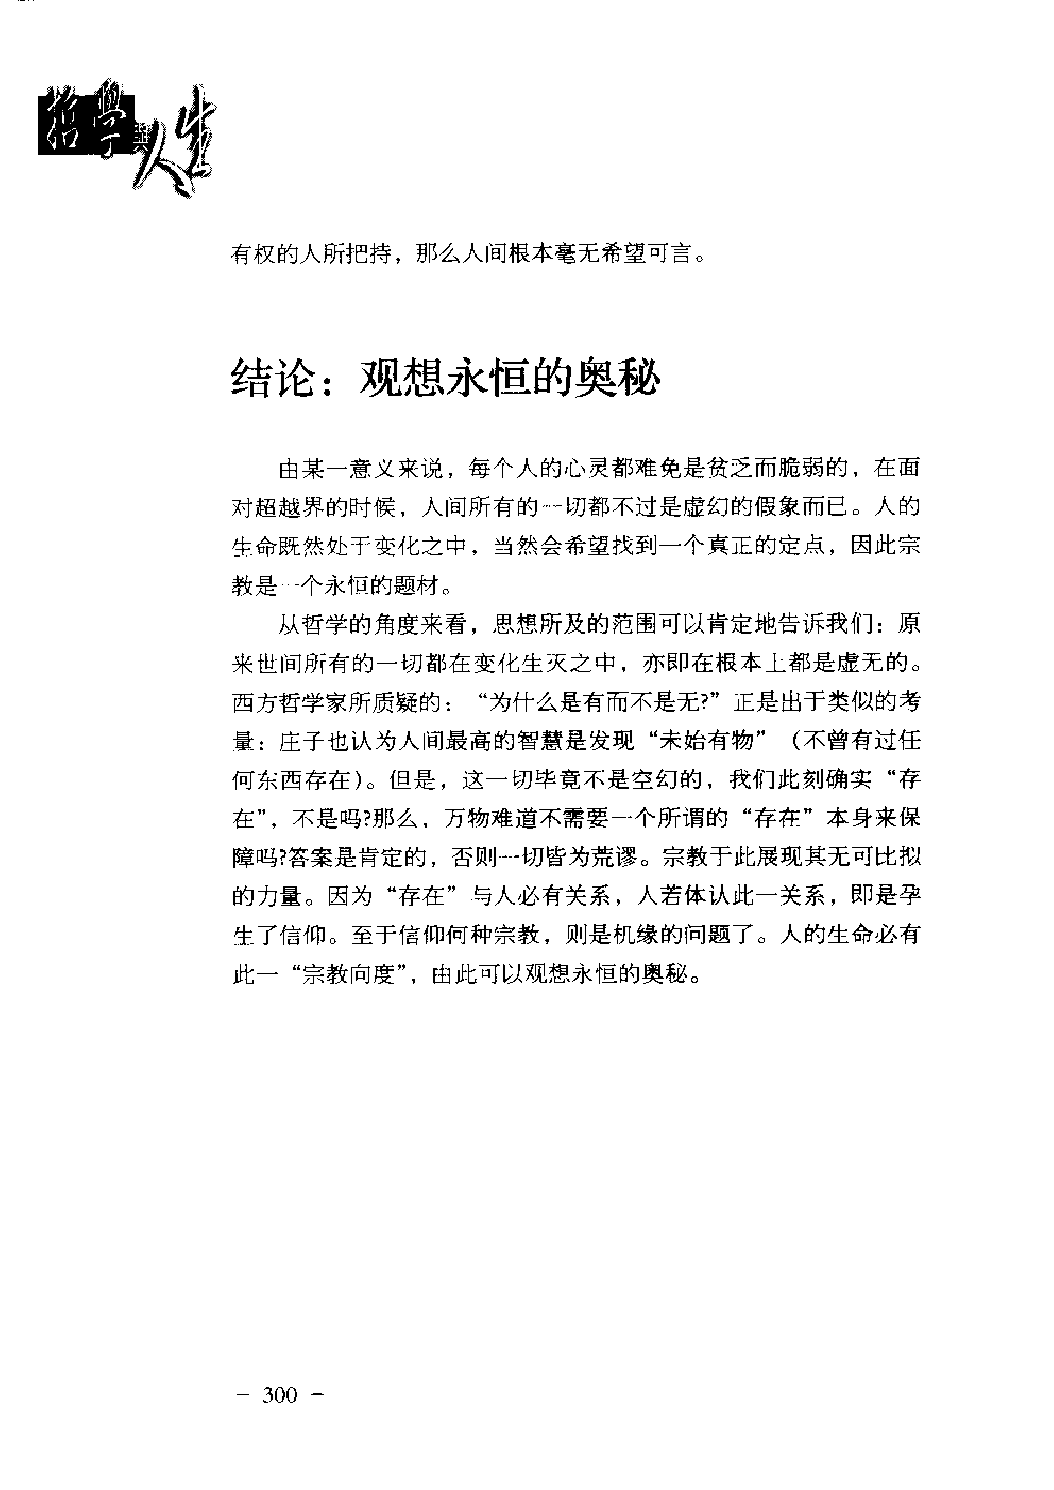 哲學與人生
有权的人所把持，那么人间根本毫无希望可言。
结论：观想永恒的奥秘
由某一意义来说，每个人的心灵都难免是贫乏而脆弱的，在面
对超越界的时候，人间所有的一切都不过是虚幻的假象而已。人的
生命既然处于变化之中，当然会希望找到一个真正的定点，因此宗
教是一个永恒的题材。
从哲学的角度来看，思想所及的范围可以肯定地告诉我们：原
来世间所有的一切都在变化生灭之中，亦即在根本上都是虚无的。
西方哲学家所质疑的：“为什么是有而不是无?”正是出于类似的考
量；庄子也认为人间最高的智慧是发现“未始有物”（不曾有过任
何东西存在)。但是，这一切毕竟不是空幻的，我们此刻确实“存
在”，不是吗?那么，万物难道不需要一个所谓的“存在”本身来保
障吗?答案是肯定的，否则一切皆为荒谬。宗教于此展现其无可比拟
的力量。因为“存在”与人必有关系，人若体认此一关系，即是孕
生了信仰。至于信仰何种宗教，则是机缘的问题了。人的生命必有
此一“宗教向度”，由此可以观想永恒的奥秘。
- 300 -